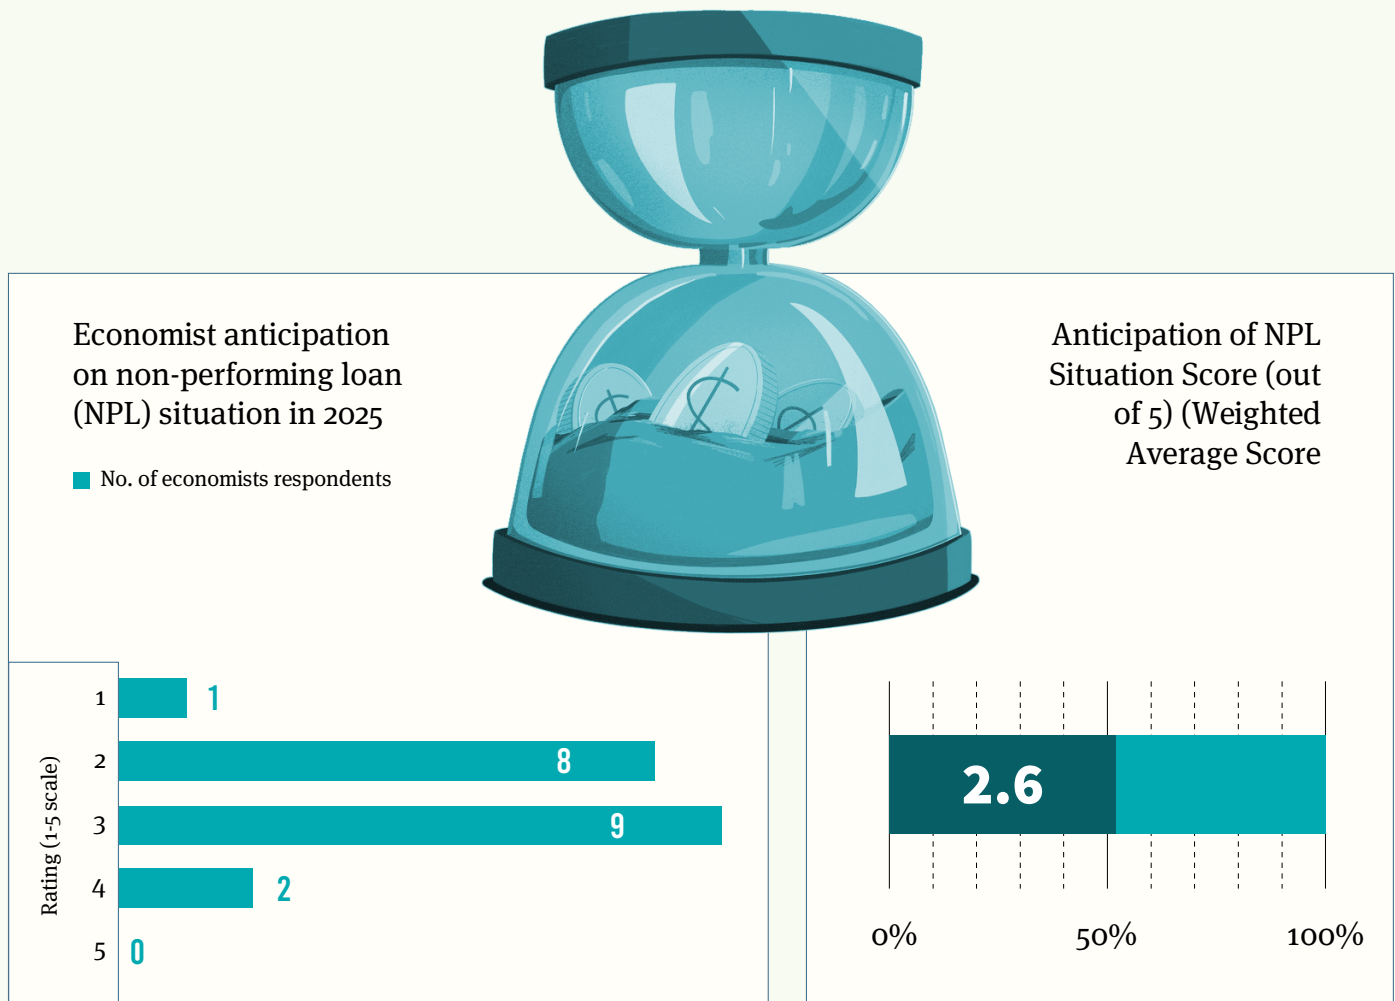 Economist anticipation
on non-performing loan
(NPL) situation in 2025
No. of economists respondents
Anticipation of NPL
Situation Score (out
of 5) (Weighted
Average Score
Rating (1-5 scale)
1 1
2 8
3 9
4 2
5 0
2.6
0% 50% 100%